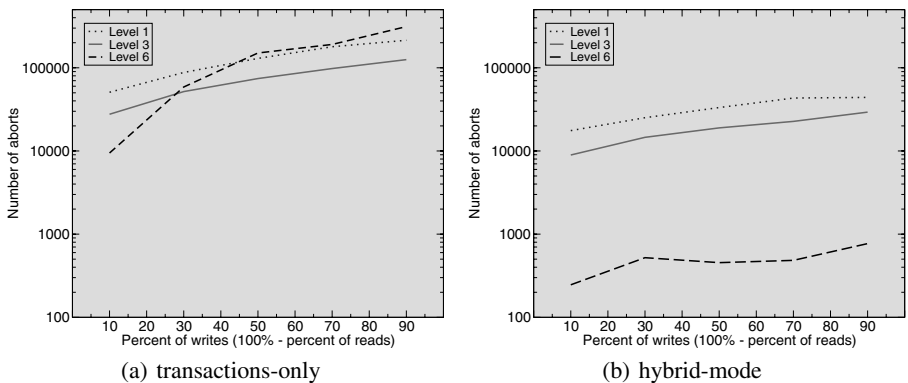 Level 1
Level 3
Level 6
100000
10000
1000
100
Number of aborts
10 20 30 40 50 60 70 80 90
Percent of writes (100% - percent of reads)
(a) transactions-only
Level 1
Level 3
Level 6
100000
10000
1000
100
Number of aborts
10 20 30 40 50 60 70 80 90
Percent of writes (100% - percent of reads)
(b) hybrid-mode